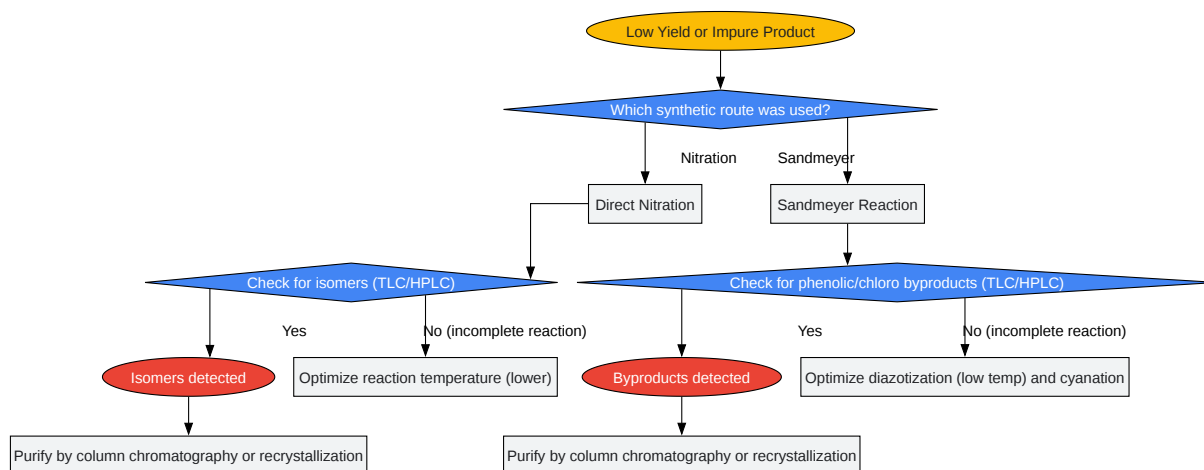 Low Yield or Impure Product
Which synthetic route was used?
Nitration
Sandmeyer
Direct Nitration
Sandmeyer Reaction
Check for isomers (TLC/HPLC)
Check for phenolic/chloro byproducts (TLC/HPLC)
Yes
No (incomplete reaction)
Yes
No (incomplete reaction)
Isomers detected
Optimize reaction temperature (lower)
Byproducts detected
Optimize diazotization (low temp) and cyanation
Purify by column chromatography or recrystallization
Purify by column chromatography or recrystallization